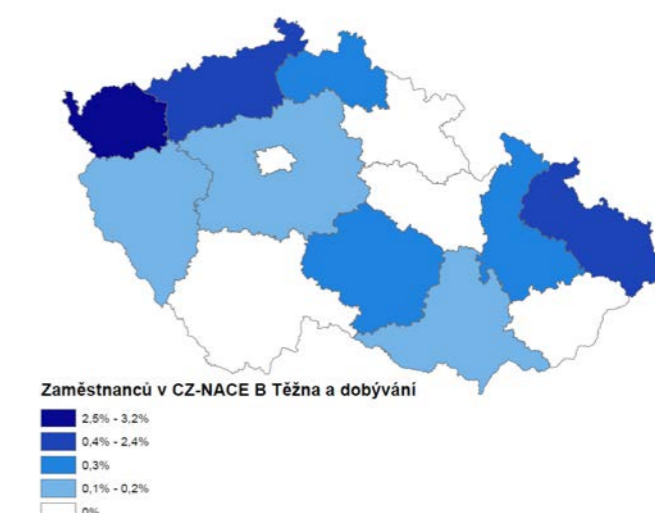 Zaměstnanců v CZ-NACE B Těžna a dobývání
2,5% - 3,2%
0,4% - 2,4%
0,3%
0,1% - 0,2%
0%